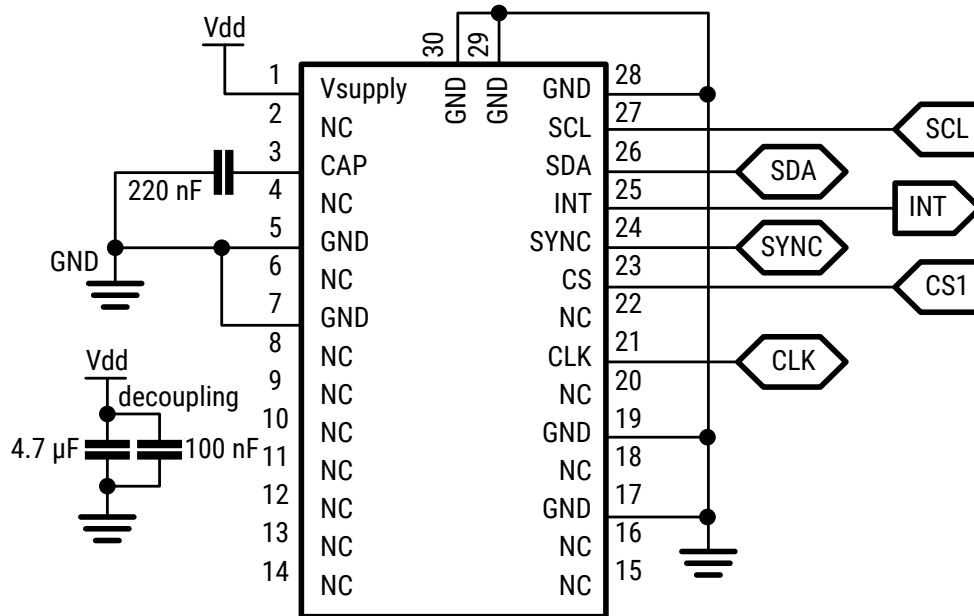 Vdd
30
29
1
Vsupply
GND
GND
GND
28
2
NC
SCL
27
SCL
3
CAP
SDA
26
SDA
220 nF
4
NC
INT
25
INT
5
GND
SYNC
24
SYNC
GND
6
NC
CS
23
CS1
7
GND
NC
22
8
NC
CLK
21
CLK
Vdd
9
NC
NC
20
decoupling
10
NC
GND
19
4.7 µF
100 nF
11
NC
NC
18
12
NC
GND
17
13
NC
NC
16
14
NC
NC
15